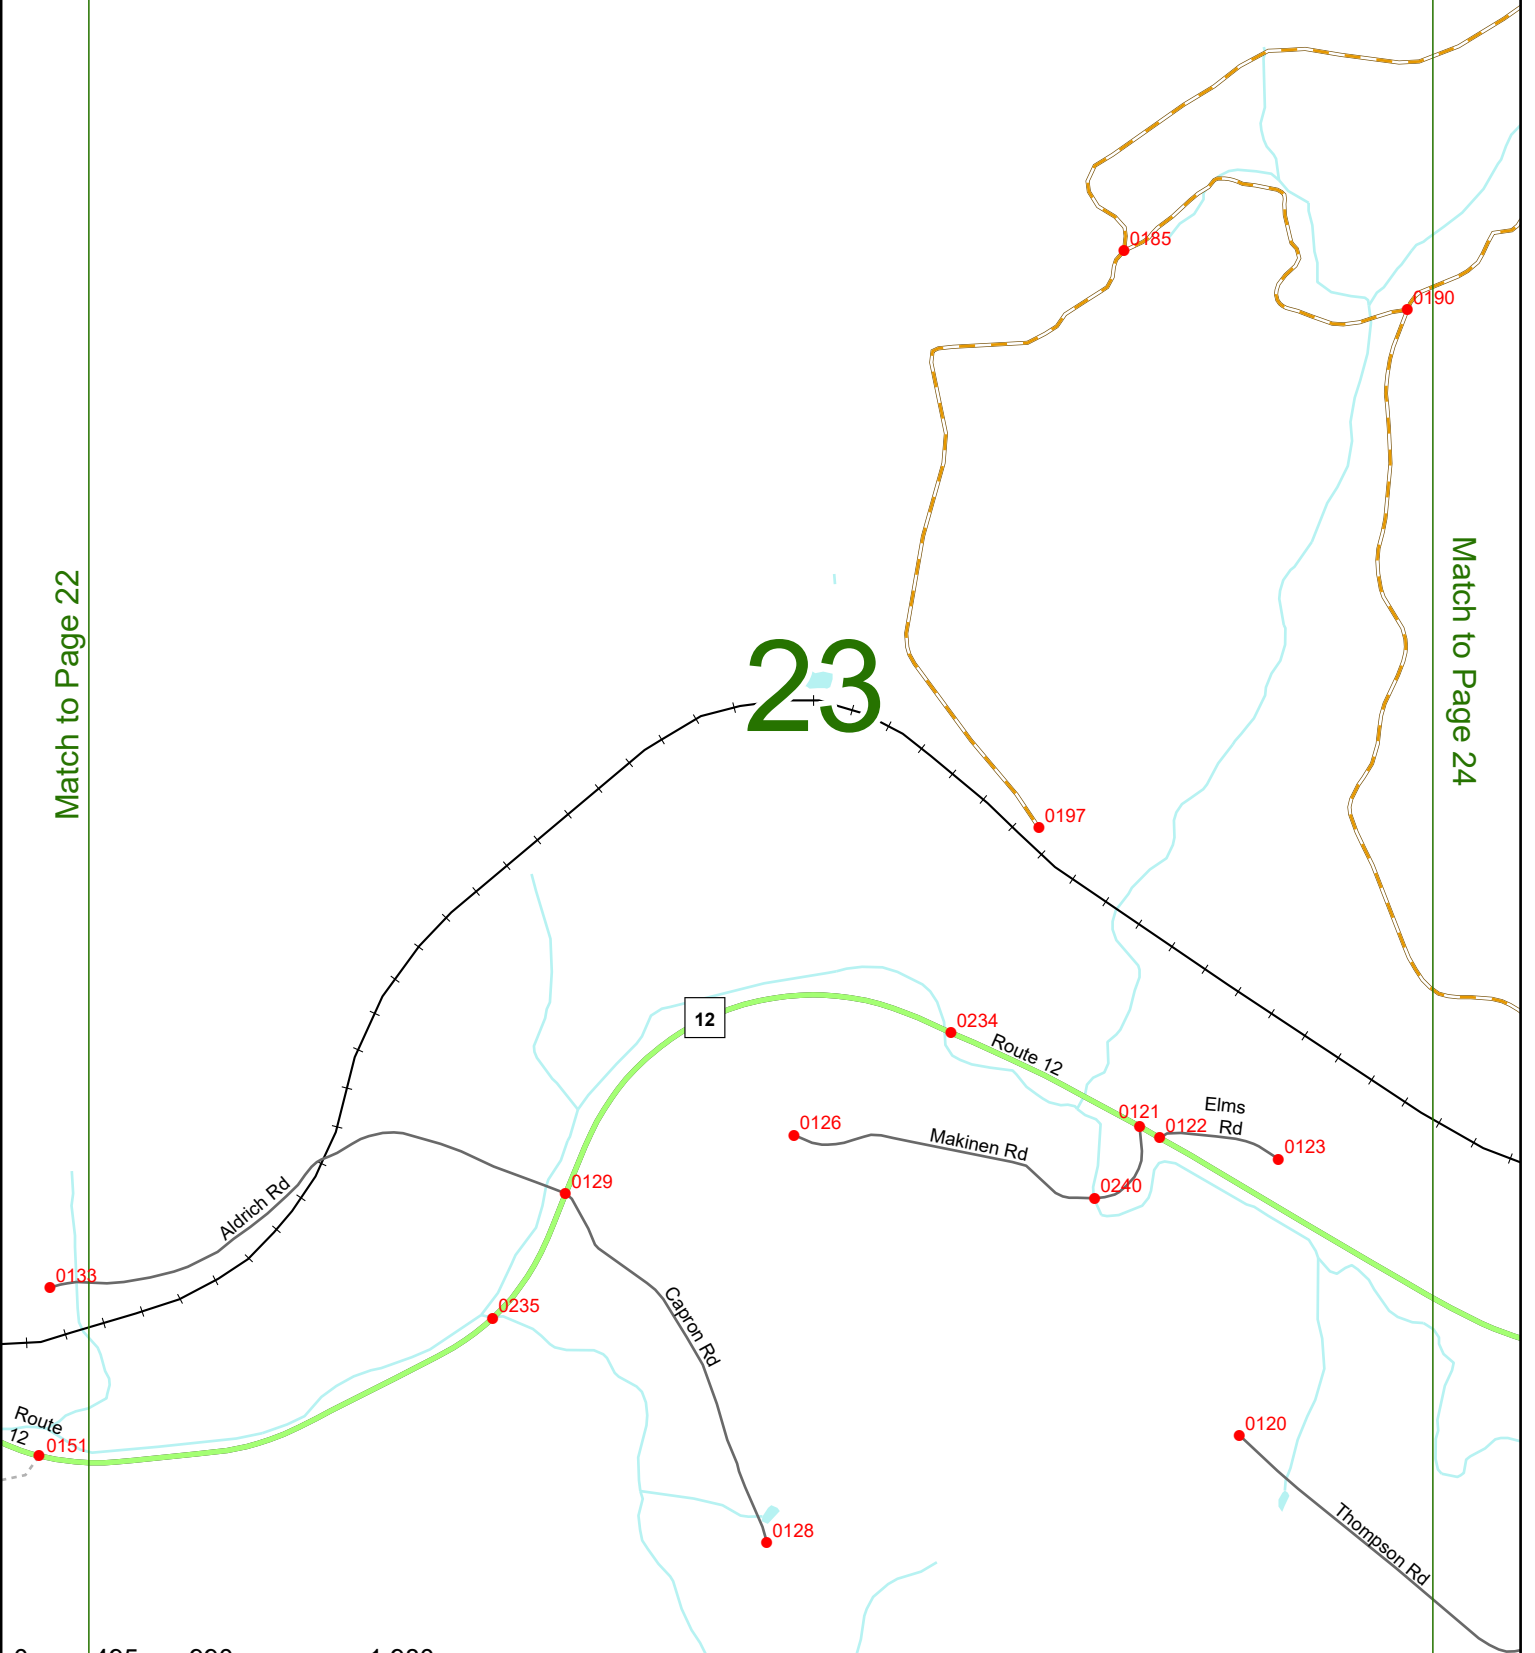 0185
0190
Match to Page 22
Match to Page 24
23
0197
12
0234
Route 12
0121
Elms
Rd
0122
0126
Makinen Rd
0123
0129
0240
Aldrich Rd
0133
0235
Capron Rd
Route
12
0151
0120
0128
Thompson Rd